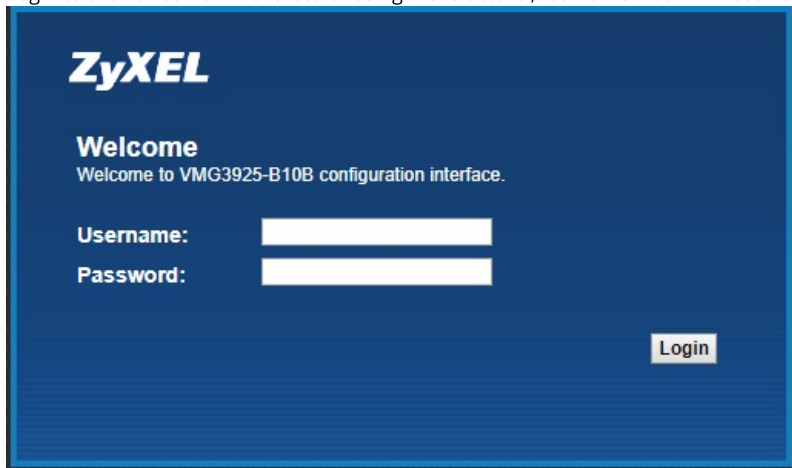 ZyXEL
Welcome
Welcome to VMG3925-B10B configuration interface.
Username:
Password:
Login